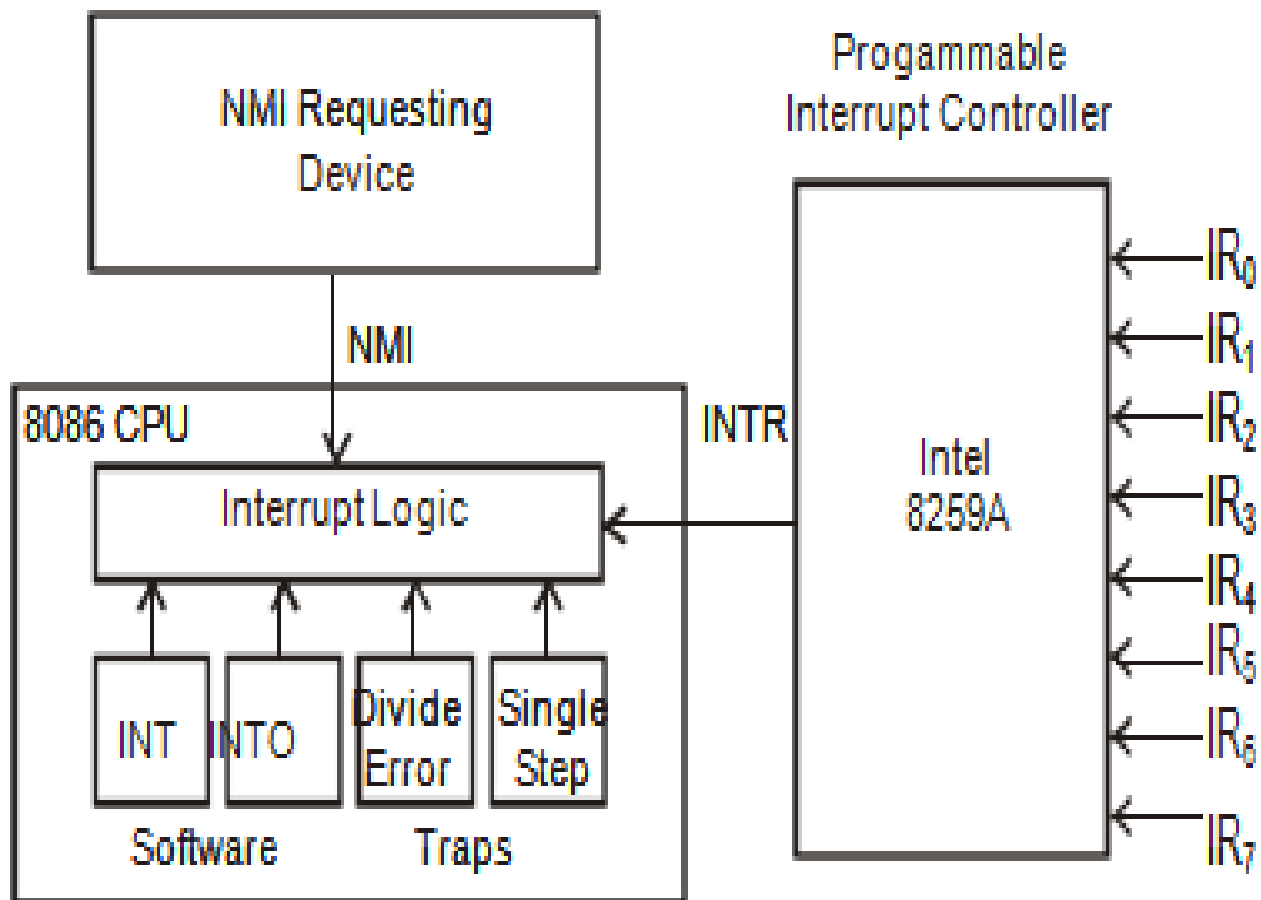 NMI Requesting
Device
Progammable
Interrupt Controller
NMI
8086 CPU
INTR
Interrupt Logic
Intel
8259A
INT
INTO
Divide
Error
Single
Step
Software
Traps
IR0
IR1
IR2
IR3
IR4
IR5
IR6
IR7